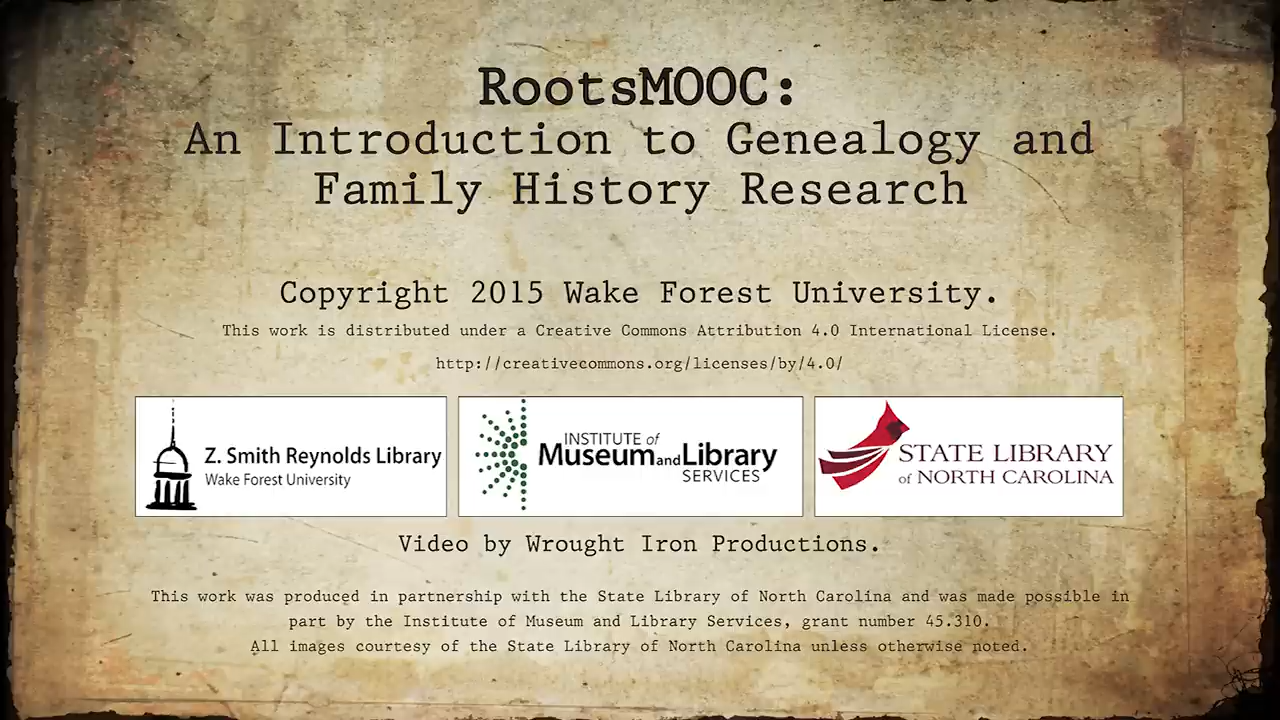 RootsMOOC:
An Introduction to Genealogy and
Family History Research
Copyright 2015 Wake Forest University.
This work is distributed under a Creative Commons Attribution 4.0 International License.
http://creativecommons.org/licenses/by/4.0/
Z. Smith Reynolds Library
Wake Forest University
INSTITUTE of
Museum and Library
SERVICES
STATE LIBRARY
of NORTH CAROLINA
Video by Wrought Iron Productions.
This work was produced in partnership with the State Library of North Carolina and was made possible in
part by the Institute of Museum and Library Services, grant number 45.310.
All images courtesy of the State Library of North Carolina unless otherwise noted.